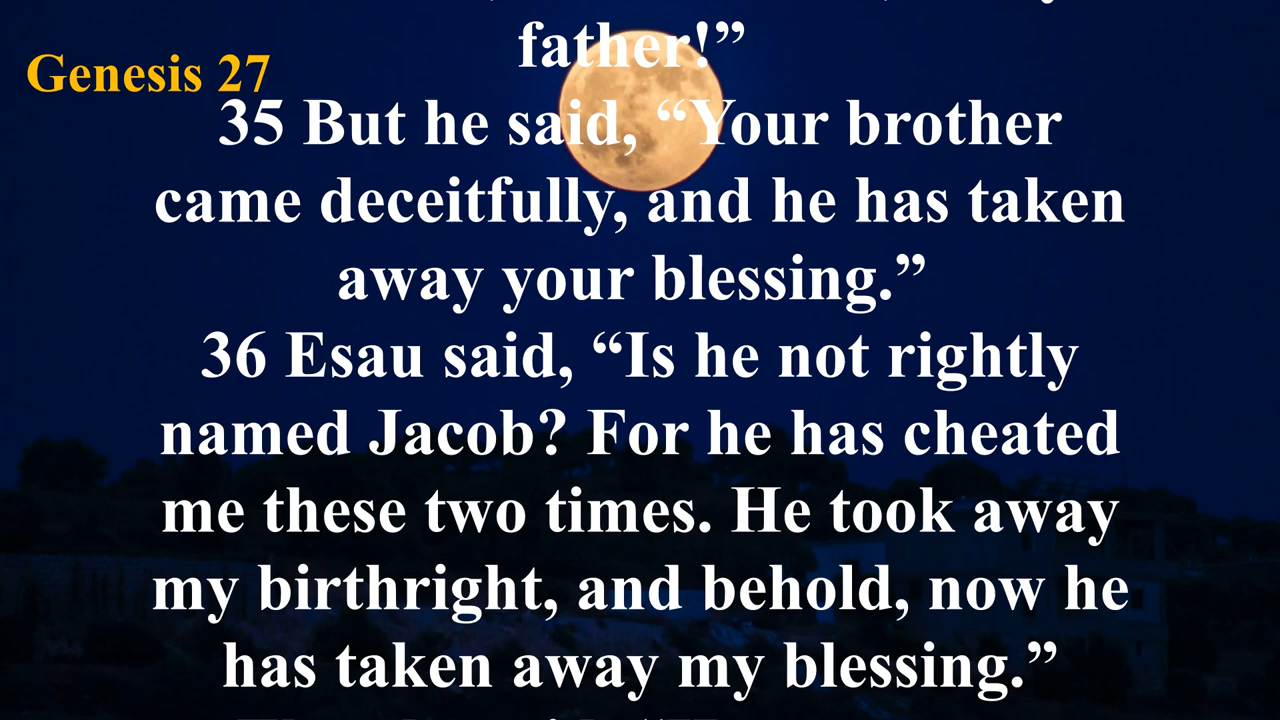 Genesis 27
father!”
35 But he said, “Your brother
came deceitfully, and he has taken
away your blessing.”
36 Esau said, “Is he not rightly
named Jacob? For he has cheated
me these two times. He took away
my birthright, and behold, now he
has taken away my blessing.”